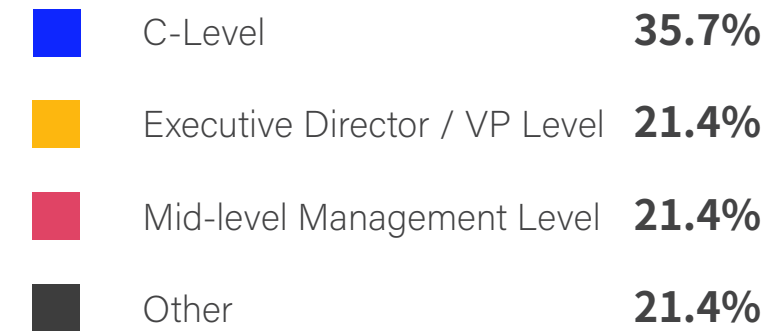 C-Level 35.7%
Executive Director / VP Level 21.4%
Mid-level Management Level 21.4%
Other 21.4%